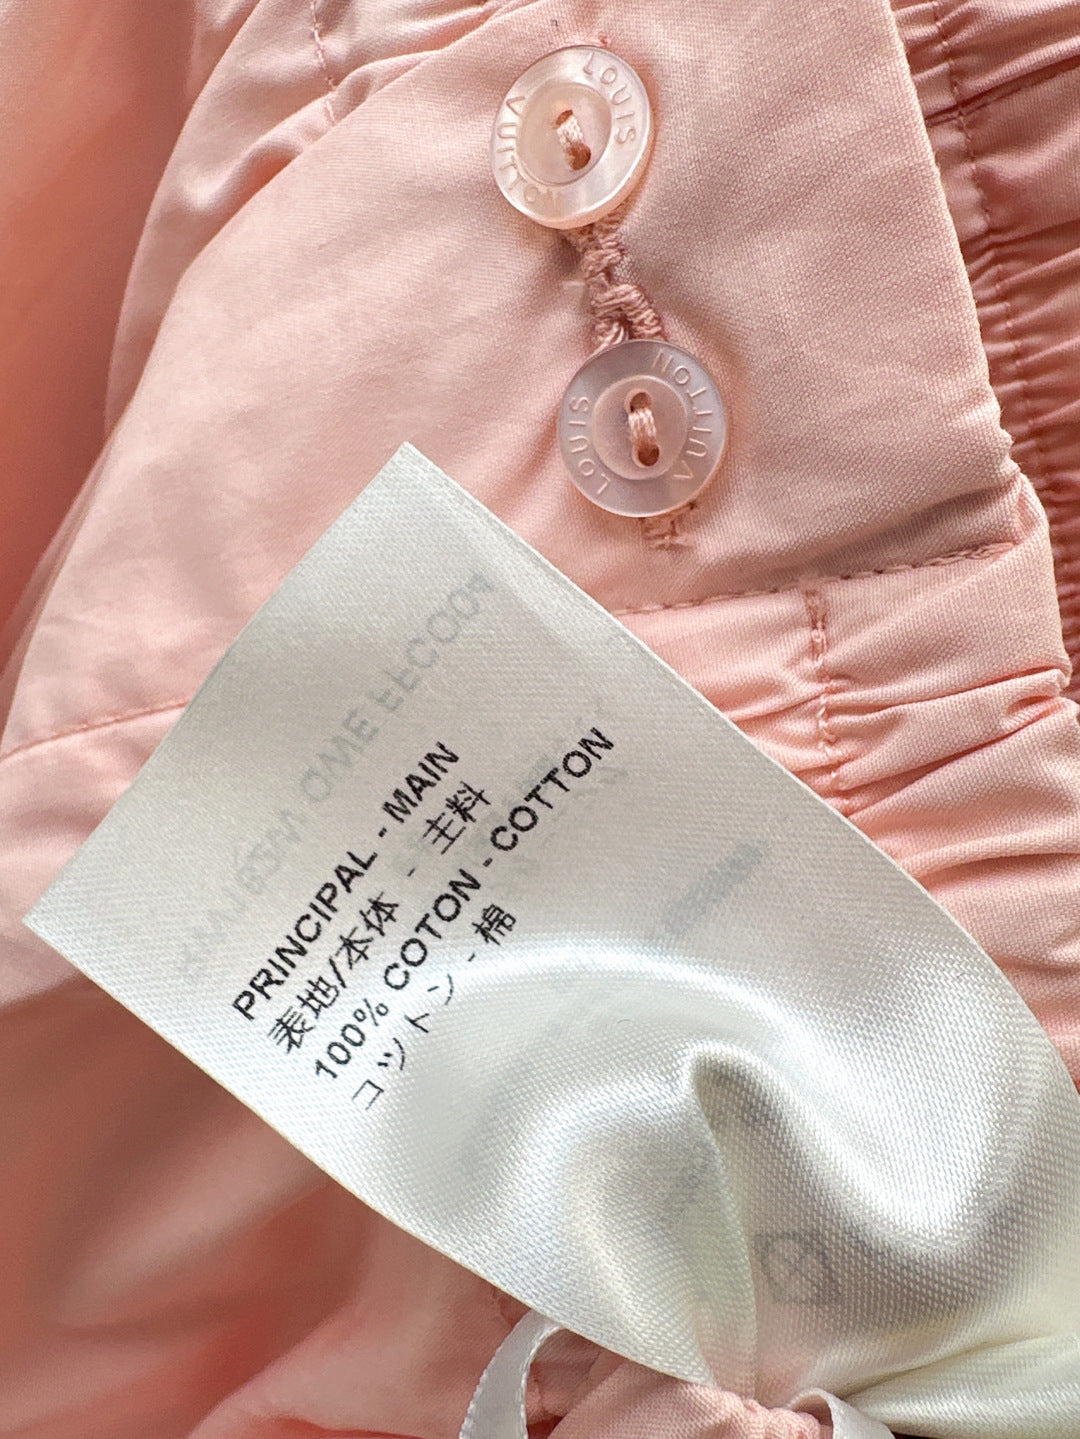 LOUIS VUITTON
LOUIS VUITTON
PRINCIPAL - MAIN
表地/本体 - 主料
100% COTON - COTTON
コットン - 棉